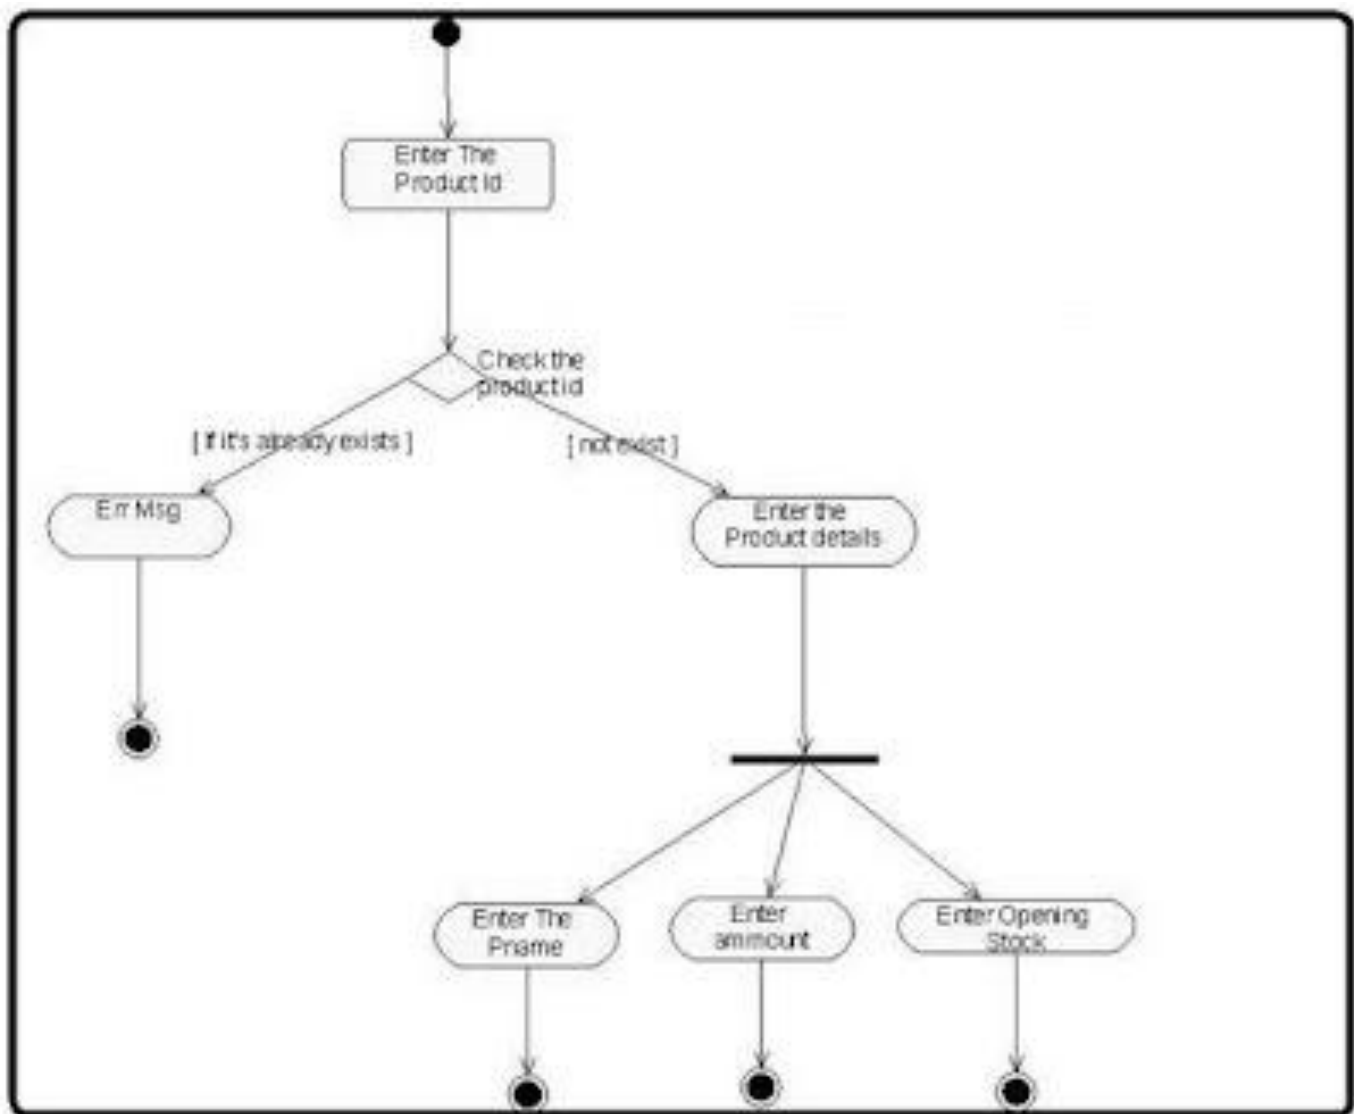 Enter The
Product Id
Check the
product id
[ If it's already exists ]
[ not exist ]
Err Msg
Enter the
Product details
Enter The
Pname
Enter
ammount
Enter Opening
Stock